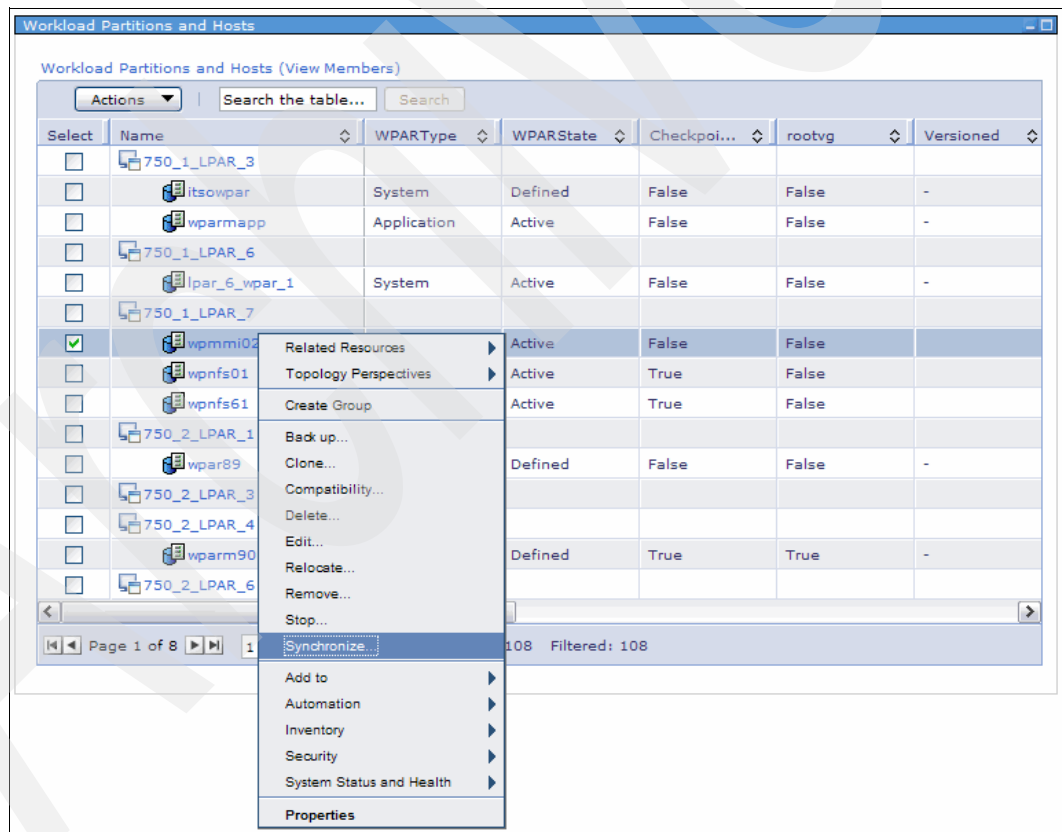 Workload Partitions and Hosts
Workload Partitions and Hosts (View Members)
Actions Search the table... Search
Select Name WPARType WPARState Checkpoi... rootvg Versioned
750_1_LPAR_3
itsowpar System Defined False False -
wparmapp Application Active False False -
750_1_LPAR_6
lpar_6_wpar_1 System Active False False -
750_1_LPAR_7
wpmmi02 Active False False
wpnfs01 Active True False
wpnfs61 Active True False
750_2_LPAR_1
wpar89 Defined False False -
750_2_LPAR_3
750_2_LPAR_4
wparm90 Defined True True -
750_2_LPAR_6
Page 1 of 8 1 108 Filtered: 108
Related Resources
Topology Perspectives
Create Group
Back up...
Clone...
Compatibility...
Delete...
Edit...
Relocate...
Remove...
Stop...
Synchronize...
Add to
Automation
Inventory
Security
System Status and Health
Properties